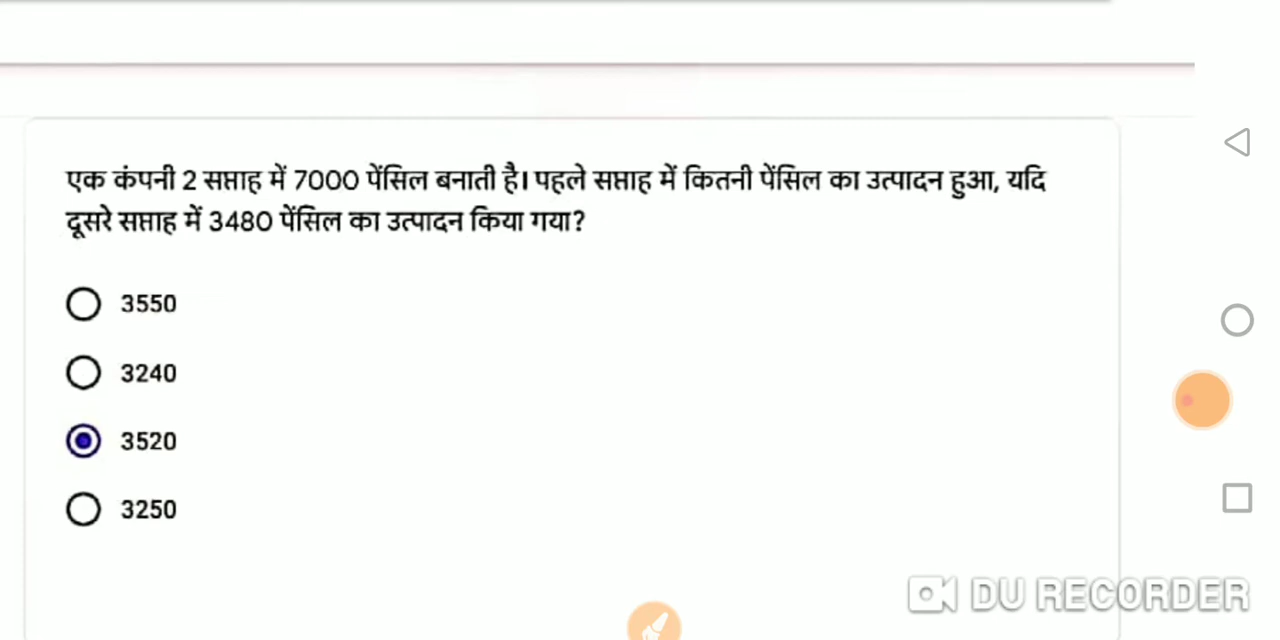 एक कंपनी 2 सप्ताह में 7000 पेंसिल बनाती है। पहले सप्ताह में कितनी पेंसिल का उत्पादन हुआ, यदि
दूसरे सप्ताह में 3480 पेंसिल का उत्पादन किया गया?
3550
3240
3520
3250
DU RECORDER